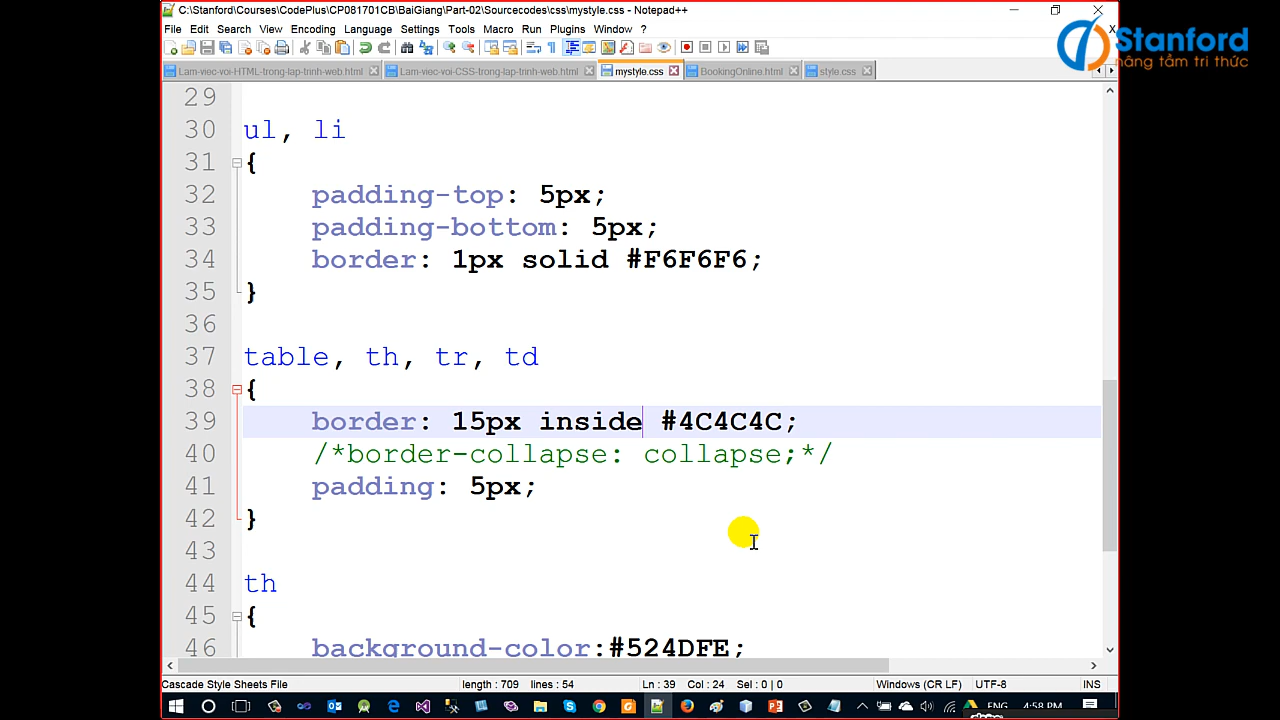 C:\Stanford\Courses\CodePlus\CP081701CB\BaiGiang\Part-02\Sourcecodes\css\mystyle.css - Notepad++
File Edit Search View Encoding Language Settings Tools Macro Run Plugins Window ? X
Stanford
nâng tầm tri thức
Lam-viec-voi-HTML-trong-lap-trinh-web.html Lam-viec-voi-CSS-trong-lap-trinh-web.html mystyle.css BookingOnline.html style.css
29
30 ul, li
31 {
32 padding-top: 5px;
33 padding-bottom: 5px;
34 border: 1px solid #F6F6F6;
35 }
36
37 table, th, tr, td
38 {
39 border: 15px inside #4C4C4C;
40 /*border-collapse: collapse;*/
41 padding: 5px;
42 }
43
44 th
45 {
46 background-color:#524DFE;
Cascade Style Sheets File length : 709 lines : 54 Ln : 39 Col : 24 Sel : 0 | 0 Windows (CR LF) UTF-8 INS
ENG 4:58 PM